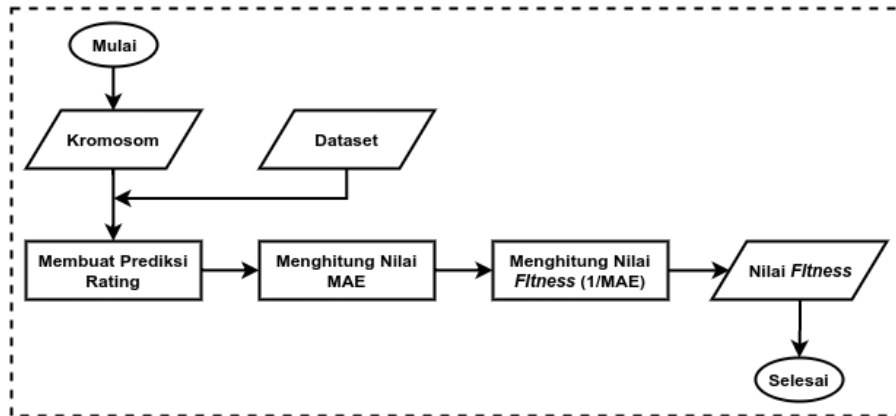 Mulai
Kromosom
Dataset
Membuat Prediksi
Rating
Menghitung Nilai
MAE
Menghitung Nilai
FItness (1/MAE)
Nilai FItness
Selesai